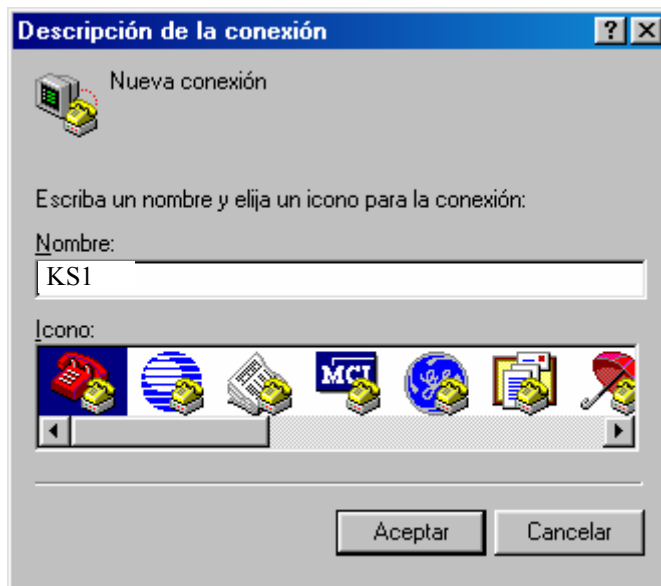 Descripción de la conexión
Nueva conexión
Escriba un nombre y elija un icono para la conexión:
Nombre:
KS1
Icono:
MCI
Aceptar
Cancelar